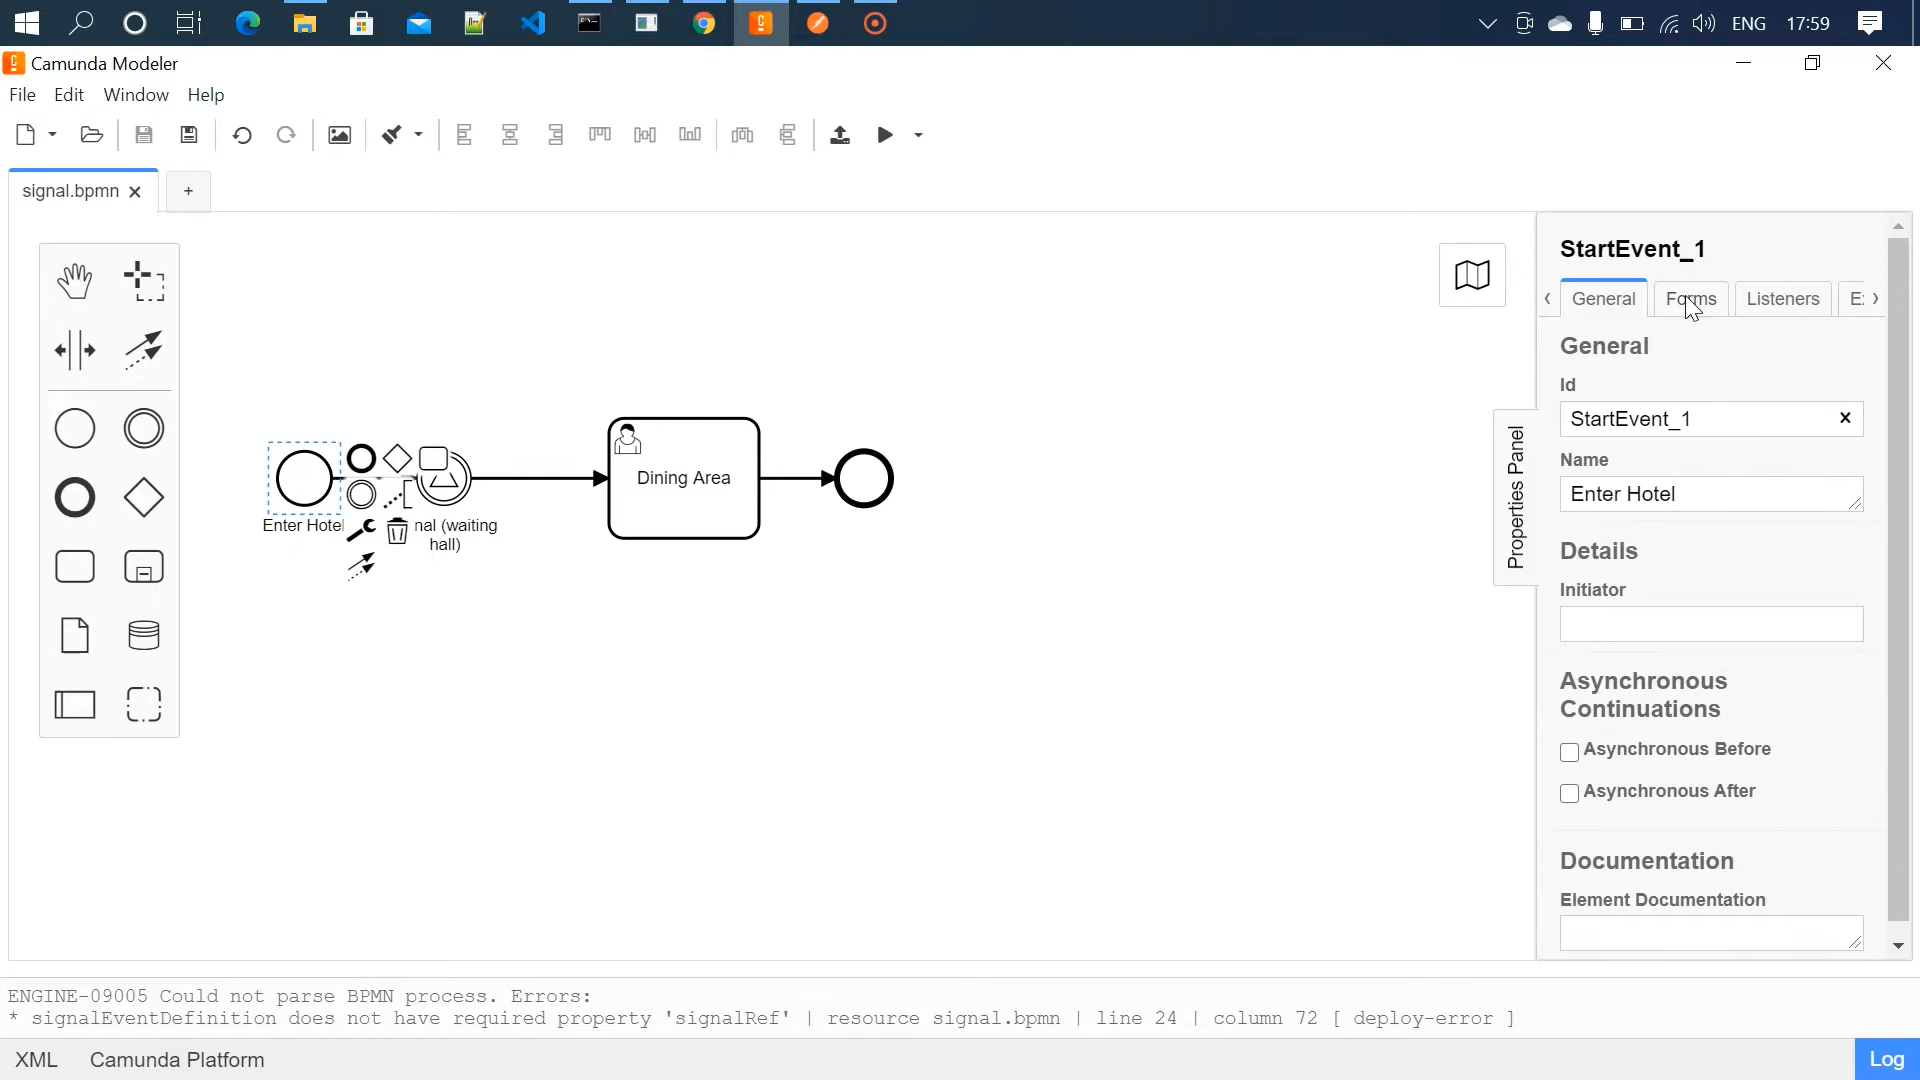 ENG 17:59
Camunda Modeler
File Edit Window Help
signal.bpmn
+
StartEvent_1
General Forms Listeners
General
Id
StartEvent_1
Name
Enter Hotel
Details
Initiator
Asynchronous
Continuations
Asynchronous Before
Asynchronous After
Documentation
Element Documentation
Properties Panel
Dining Area
Enter Hotel
nal (waiting
hall)
ENGINE-09005 Could not parse BPMN process. Errors:
* signalEventDefinition does not have required property 'signalRef' | resource signal.bpmn | line 24 | column 72 [ deploy-error ]
XML Camunda Platform
Log